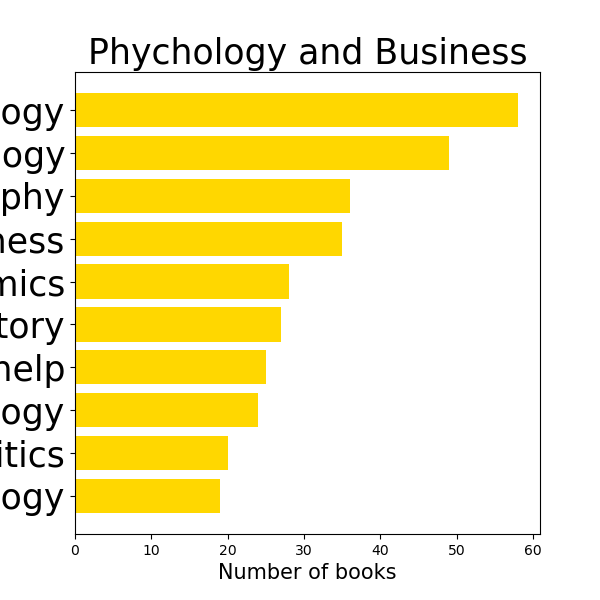 Phychology and Business
ogy
ogy
phy
ness
mics
tory
help
ogy
itics
ogy
0 10 20 30 40 50 60
Number of books